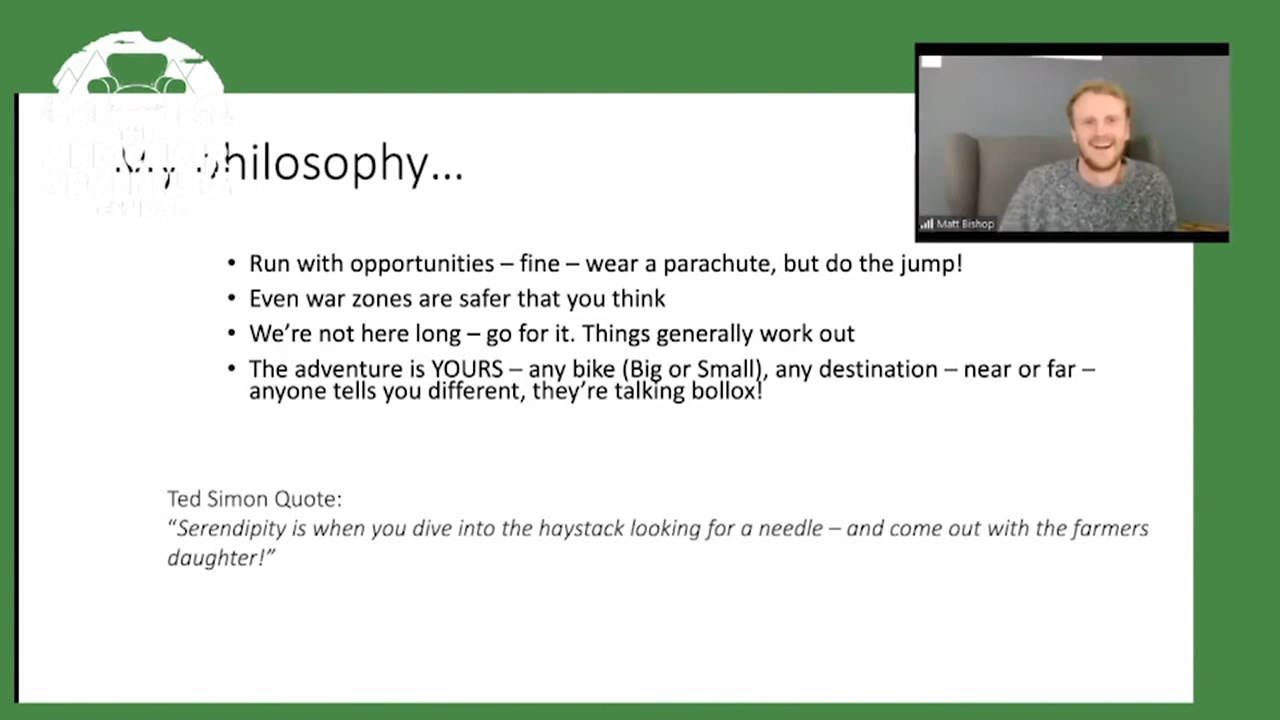 My philosophy...
Matt Bishop
• Run with opportunities – fine – wear a parachute, but do the jump!
• Even war zones are safer that you think
• We’re not here long – go for it. Things generally work out
• The adventure is YOURS – any bike (Big or Small), any destination – near or far –
anyone tells you different, they’re talking bollox!
Ted Simon Quote:
“Serendipity is when you dive into the haystack looking for a needle – and come out with the farmers
daughter!”